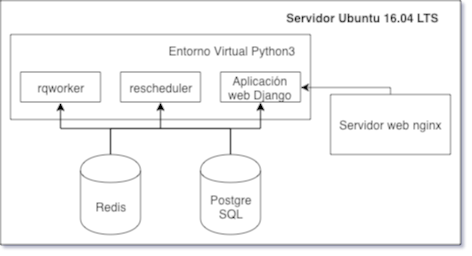 Servidor Ubuntu 16.04 LTS
Entorno Virtual Python3
rqworker
rescheduler
Aplicación
web Django
Servidor web nginx
Redis
Postgre
SQL